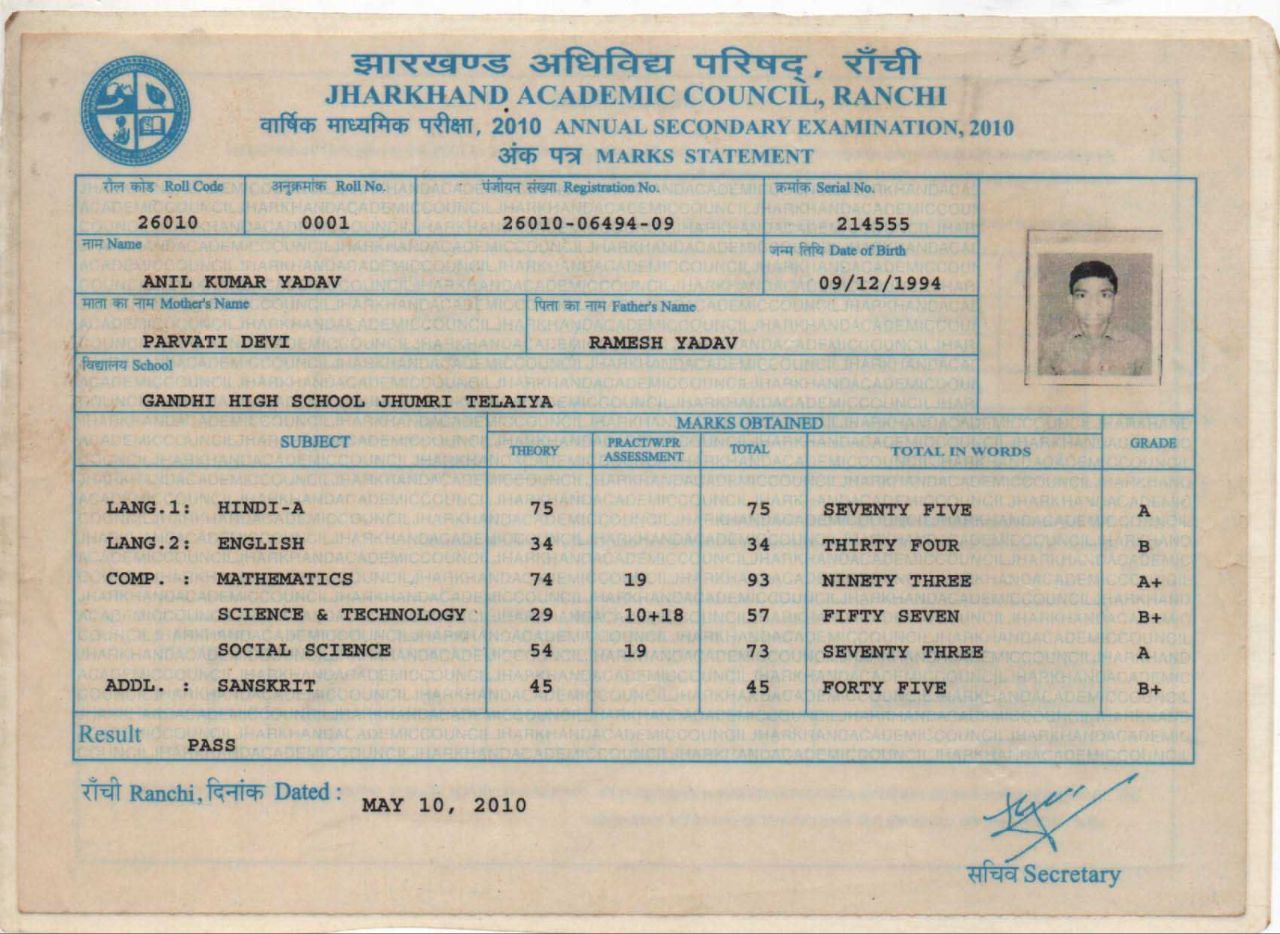 झारखण्ड अधिविद्य परिषद्, राँची
JHARKHAND ACADEMIC COUNCIL, RANCHI
वार्षिक माध्यमिक परीक्षा, 2010 ANNUAL SECONDARY EXAMINATION, 2010
अंक पत्र MARKS STATEMENT
रौल कोड Roll Code अनुक्रमांक Roll No. पंजीयन संख्या Registration No. क्रमांक Serial No.
26010 0001 26010-06494-09 214555
नाम Name जन्म तिथि Date of Birth
ANIL KUMAR YADAV 09/12/1994
माता का नाम Mother's Name पिता का नाम Father's Name
PARVATI DEVI RAMESH YADAV
विद्यालय School
GANDHI HIGH SCHOOL JHUMRI TELAIYA
MARKS OBTAINED
SUBJECT THEORY PRACT/W.PR ASSESSMENT TOTAL TOTAL IN WORDS GRADE
LANG.1: HINDI-A 75 75 SEVENTY FIVE A
LANG.2: ENGLISH 34 34 THIRTY FOUR B
COMP..: MATHEMATICS 74 19 93 NINETY THREE A+
SCIENCE & TECHNOLOGY 29 10+18 57 FIFTY SEVEN B+
SOCIAL SCIENCE 54 19 73 SEVENTY THREE A
ADDL..: SANSKRIT 45 45 FORTY FIVE B+
Result PASS
राँची Ranchi, दिनांक Dated : MAY 10, 2010
सचिव Secretary